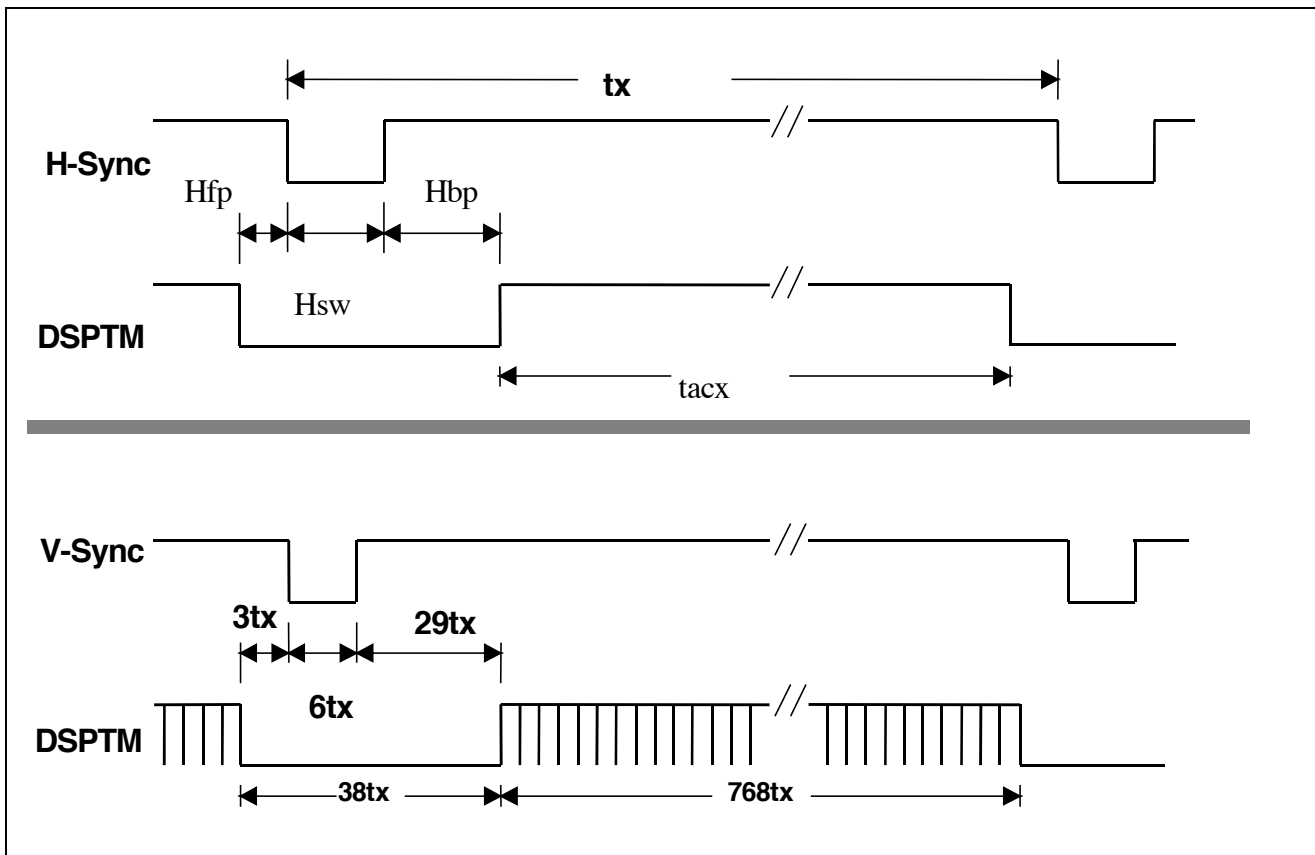 tx
H-Sync
Hfp
Hbp
Hsw
DSPTM
tacx
V-Sync
3tx
29tx
6tx
DSPTM
38tx
768tx